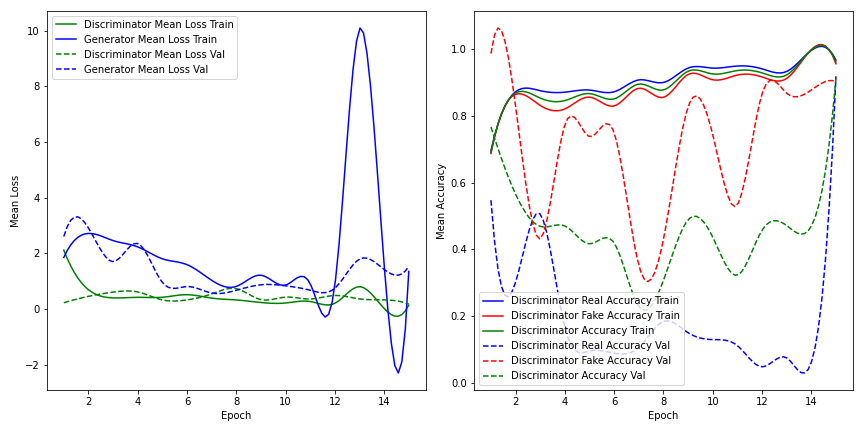 Discriminator Mean Loss Train
Generator Mean Loss Train
Discriminator Mean Loss Val
Generator Mean Loss Val
10
8
6
4
2
0
−2
Mean Loss
2
4
6
8
10
12
14
Epoch
1.0
0.8
0.6
0.4
0.2
0.0
Mean Accuracy
Discriminator Real Accuracy Train
Discriminator Fake Accuracy Train
Discriminator Accuracy Train
Discriminator Real Accuracy Val
Discriminator Fake Accuracy Val
Discriminator Accuracy Val
2
4
6
8
10
12
14
Epoch